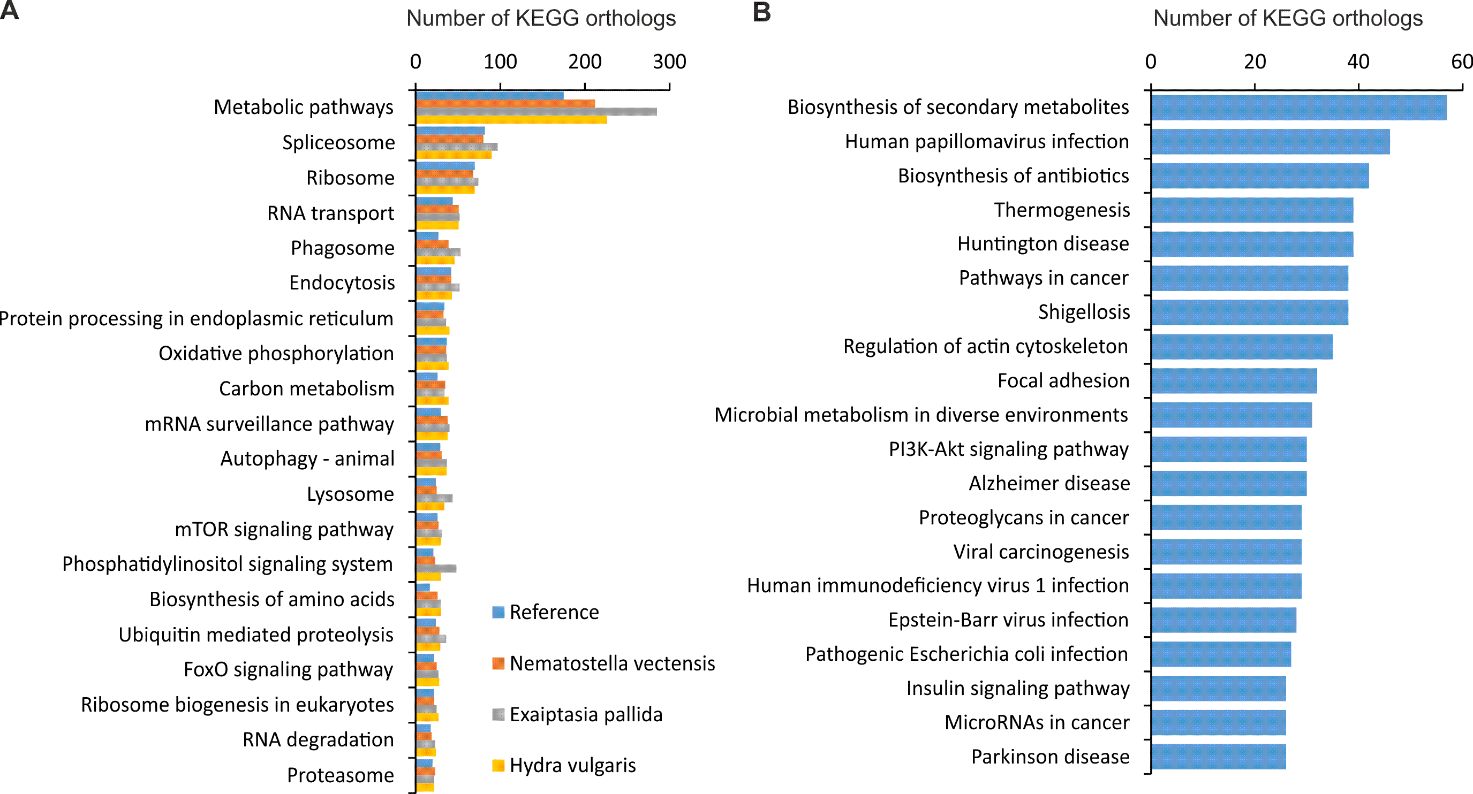 A
Number of KEGG orthologs
0 100 200 300
Metabolic pathways
Spliceosome
Ribosome
RNA transport
Phagosome
Endocytosis
Protein processing in endoplasmic reticulum
Oxidative phosphorylation
Carbon metabolism
mRNA surveillance pathway
Autophagy - animal
Lysosome
mTOR signaling pathway
Phosphatidylinositol signaling system
Biosynthesis of amino acids
Ubiquitin mediated proteolysis
FoxO signaling pathway
Ribosome biogenesis in eukaryotes
RNA degradation
Proteasome
Reference
Nematostella vectensis
Exaiptasia pallida
Hydra vulgaris
B
Number of KEGG orthologs
0 20 40 60
Biosynthesis of secondary metabolites
Human papillomavirus infection
Biosynthesis of antibiotics
Thermogenesis
Huntington disease
Pathways in cancer
Shigellosis
Regulation of actin cytoskeleton
Focal adhesion
Microbial metabolism in diverse environments
PI3K-Akt signaling pathway
Alzheimer disease
Proteoglycans in cancer
Viral carcinogenesis
Human immunodeficiency virus 1 infection
Epstein-Barr virus infection
Pathogenic Escherichia coli infection
Insulin signaling pathway
MicroRNAs in cancer
Parkinson disease